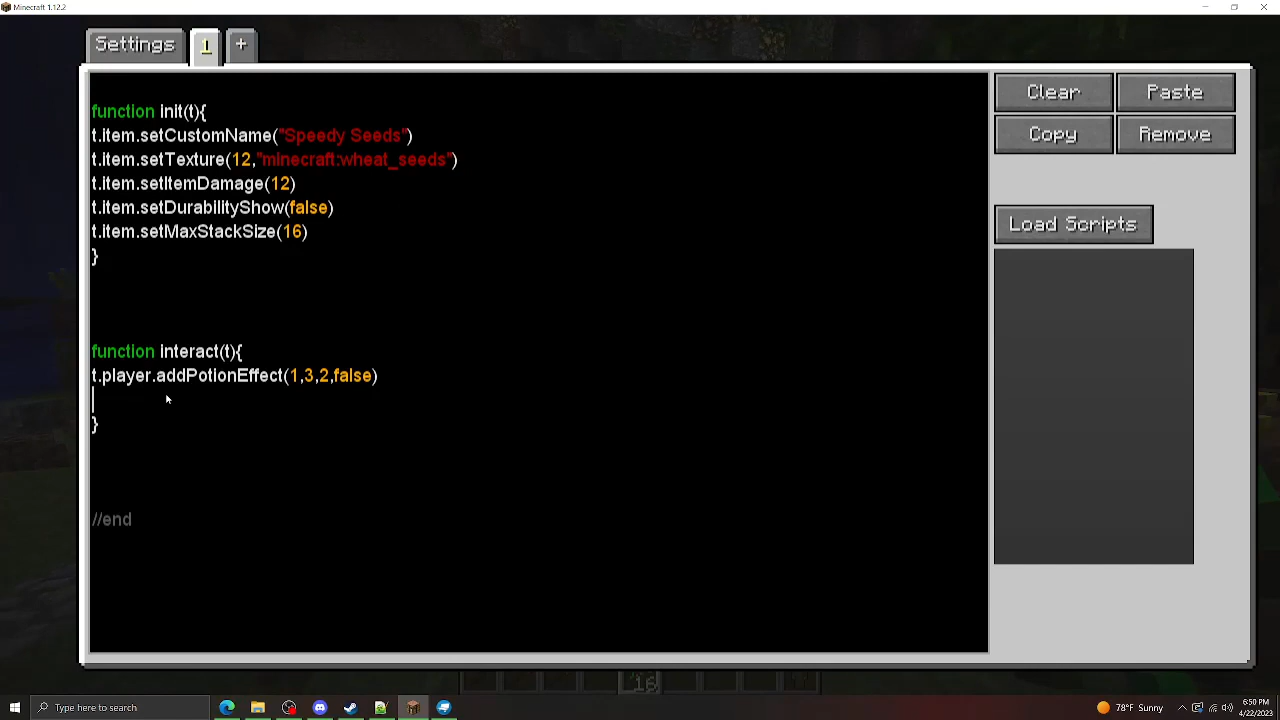 Minecraft 1.12.2
Settings
1
+
function init(t){
t.item.setCustomName("Speedy Seeds")
t.item.setTexture(12,"minecraft:wheat_seeds")
t.item.setItemDamage(12)
t.item.setDurabilityShow(false)
t.item.setMaxStackSize(16)
}
function interact(t){
t.player.addPotionEffect(1,3,2,false)
}
//end
Clear
Paste
Copy
Remove
Load Scripts
16
Type here to search
78°F Sunny
6:50 PM
4/22/2023